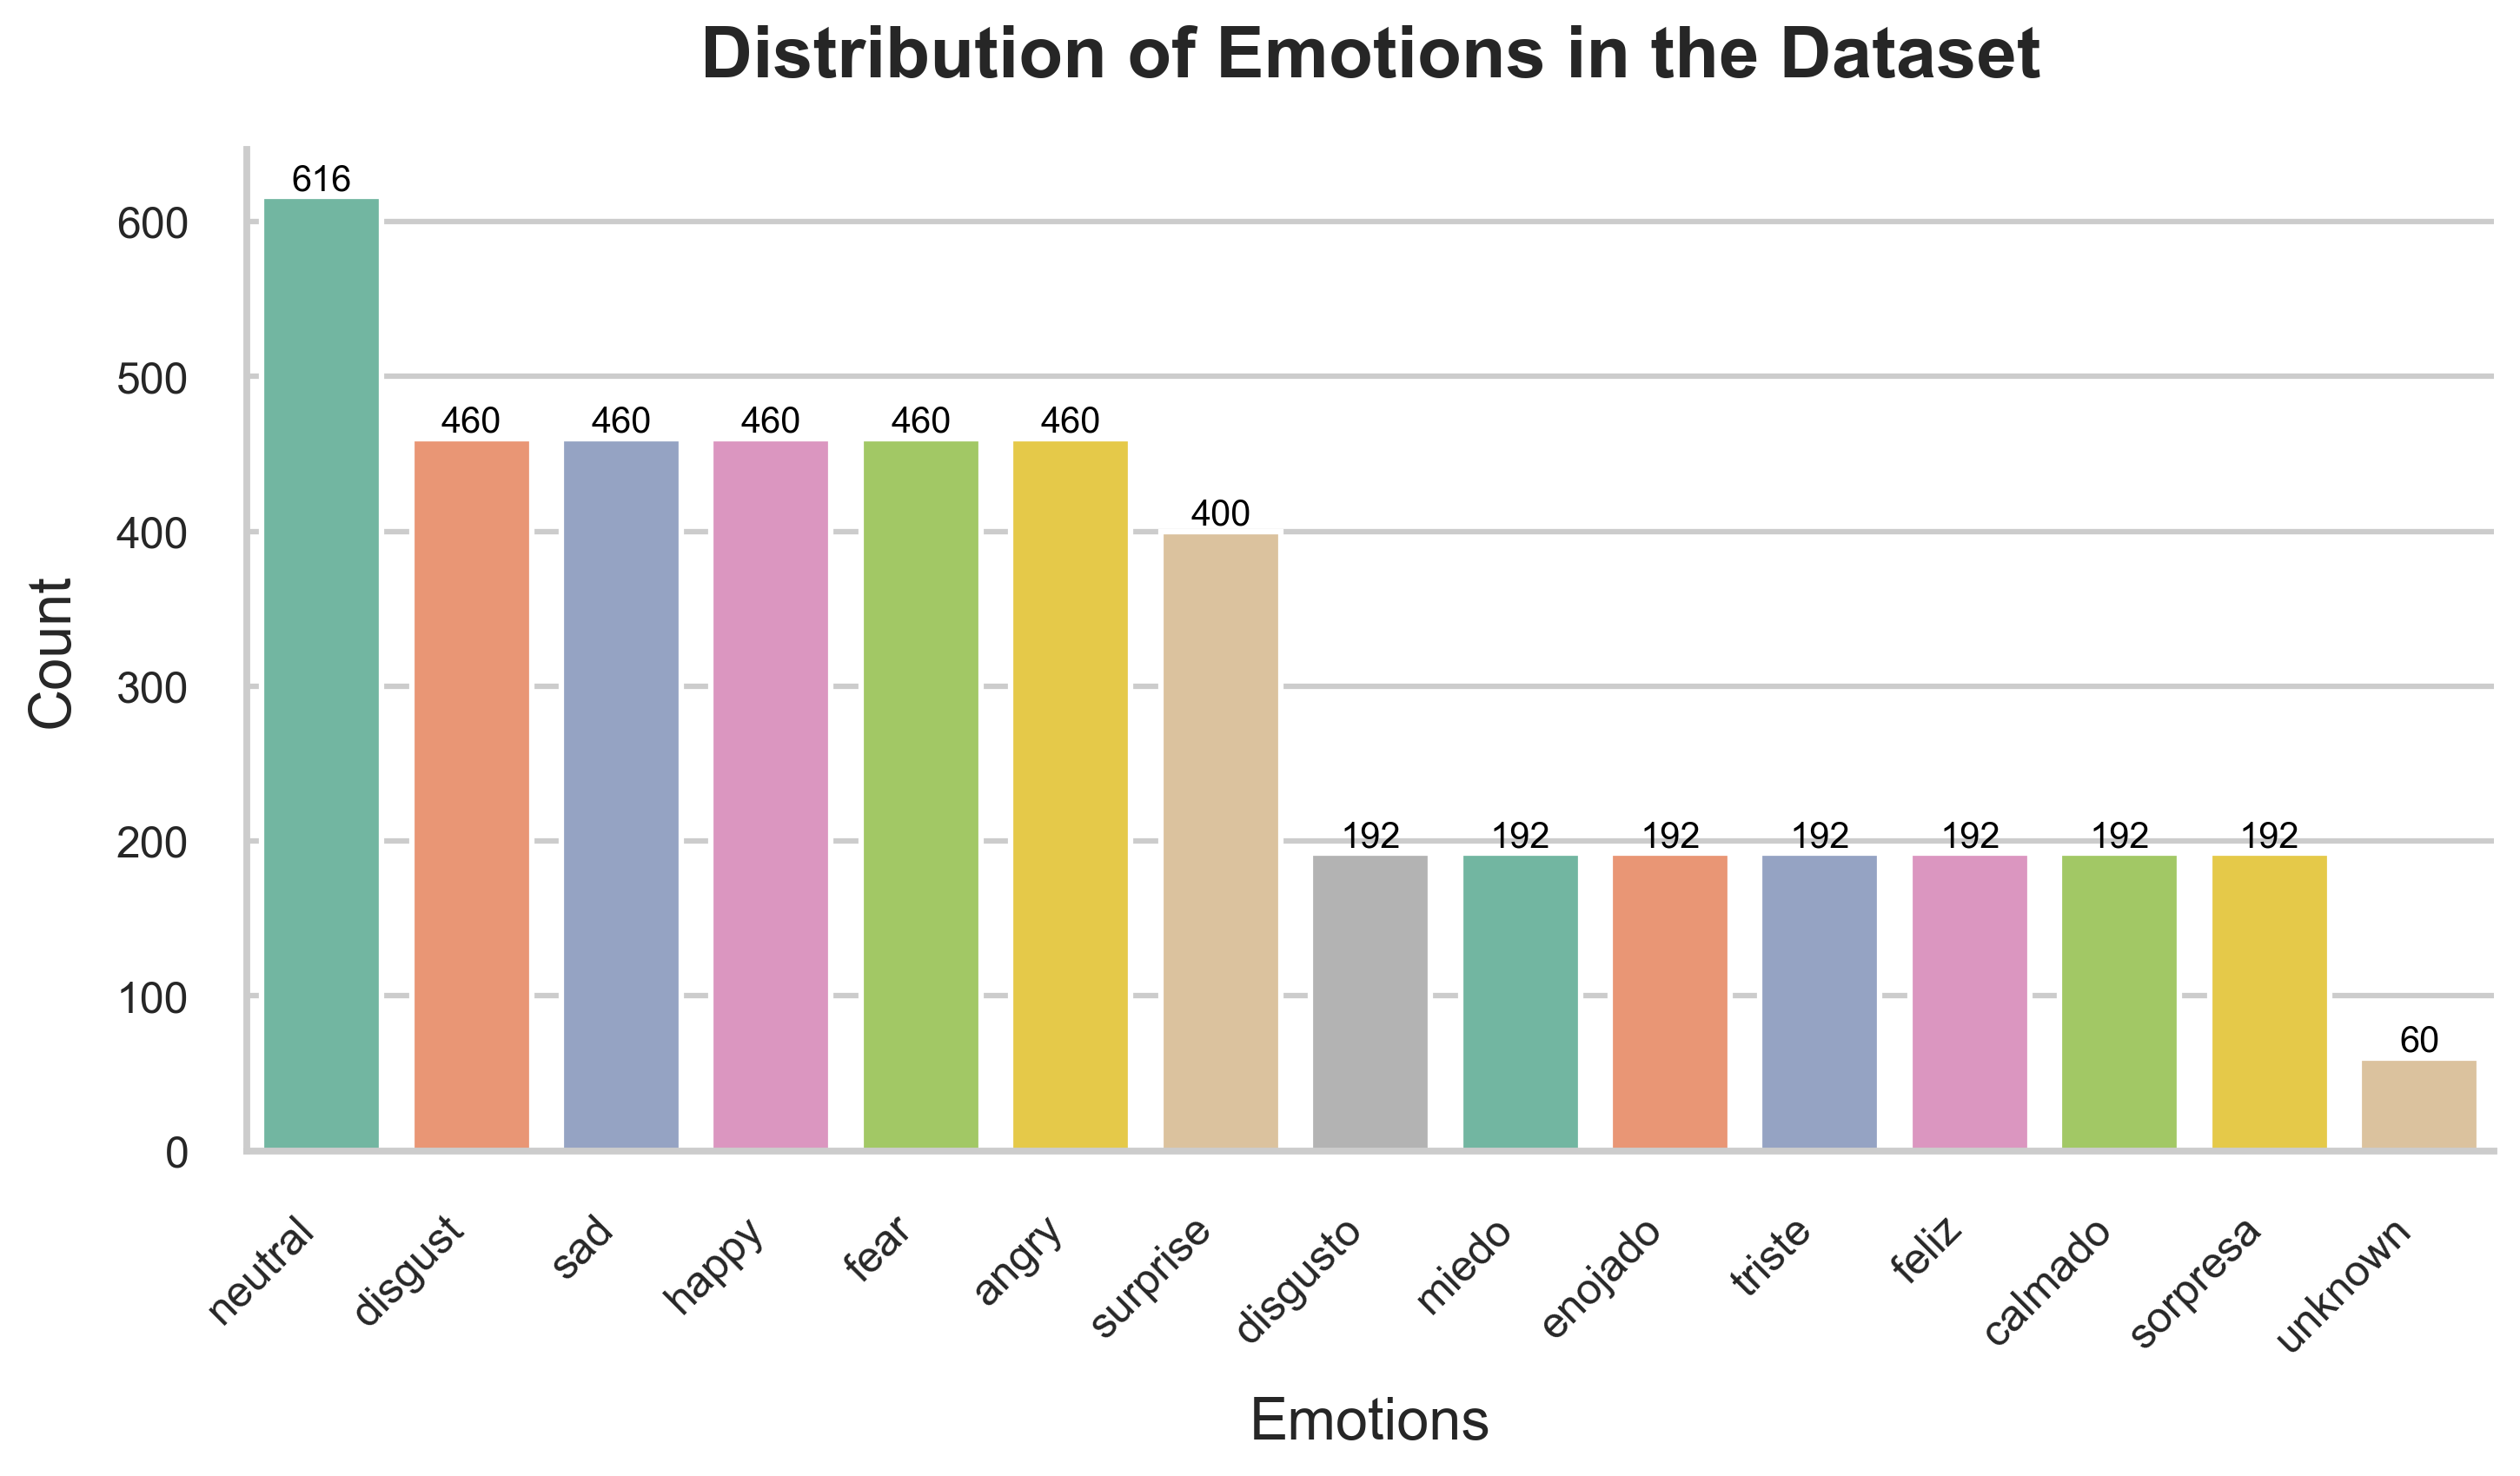 Distribution of Emotions in the Dataset
616
600
500
460 460 460 460 460
400
400
300
200
192 192 192 192 192 192 192
100
60
0
Count
neutral disgust sad happy fear angry surprise disgusto miedo enojado triste feliz calmado sorpresa unknown
Emotions